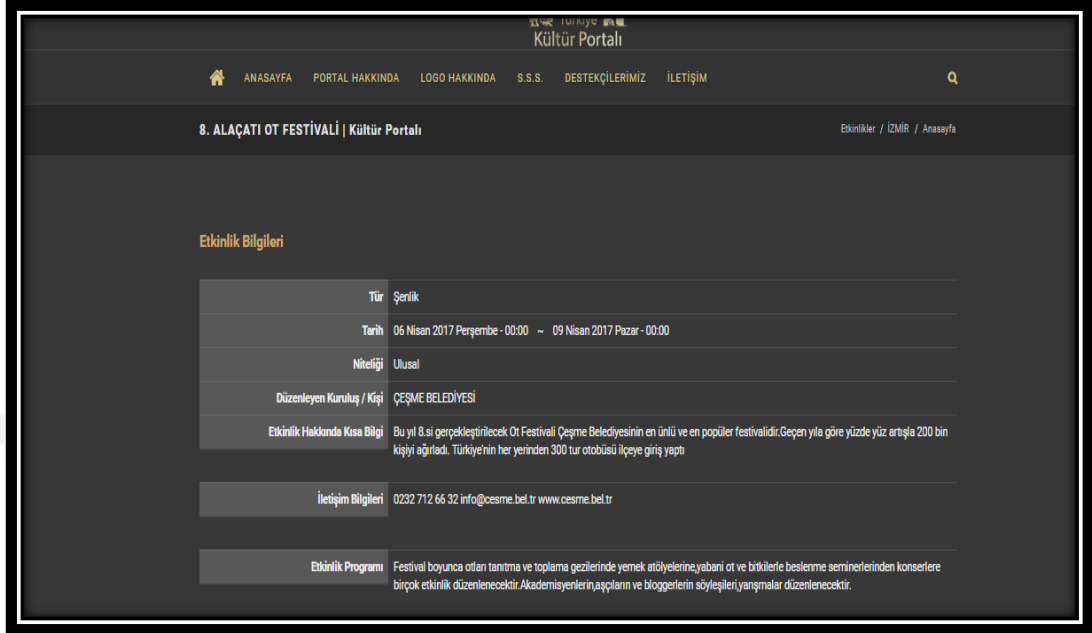 Türkiye
Kültür Portalı
ANASAYFA PORTAL HAKKINDA LOGO HAKKINDA S.S.S. DESTEKÇİLERİMİZ İLETİŞİM
8. ALAÇATI OT FESTİVALİ | Kültür Portalı Etkinlikler / İZMİR / Anasayfa
Etkinlik Bilgileri
Tür Şenlik
Tarih 06 Nisan 2017 Perşembe - 00:00 ~ 09 Nisan 2017 Pazar - 00:00
Niteliği Ulusal
Düzenleyen Kuruluş / Kişi ÇEŞME BELEDİYESİ
Etkinlik Hakkında Kısa Bilgi Bu yıl 8.si gerçekleştirilecek Ot Festivali Çeşme Belediyesinin en ünlü ve en popüler festivalidir.Geçen yıla göre yüzde yüz artışla 200 bin
kişiyi ağırladı. Türkiye'nin her yerinden 300 tur otobüsü ilçeye giriş yaptı
İletişim Bilgileri 0232 712 66 32 info@cesme.bel.tr www.cesme.bel.tr
Etkinlik Programı Festival boyunca otları tanıtma ve toplama gezilerinde yemek atölyelerine,yabani ot ve bitkilerle beslenme seminerlerinden konserlere
birçok etkinlik düzenlenecektir.Akademisyenlerin,aşçıların ve bloggerlerin söyleşileri,yarışmalar düzenlenecektir.